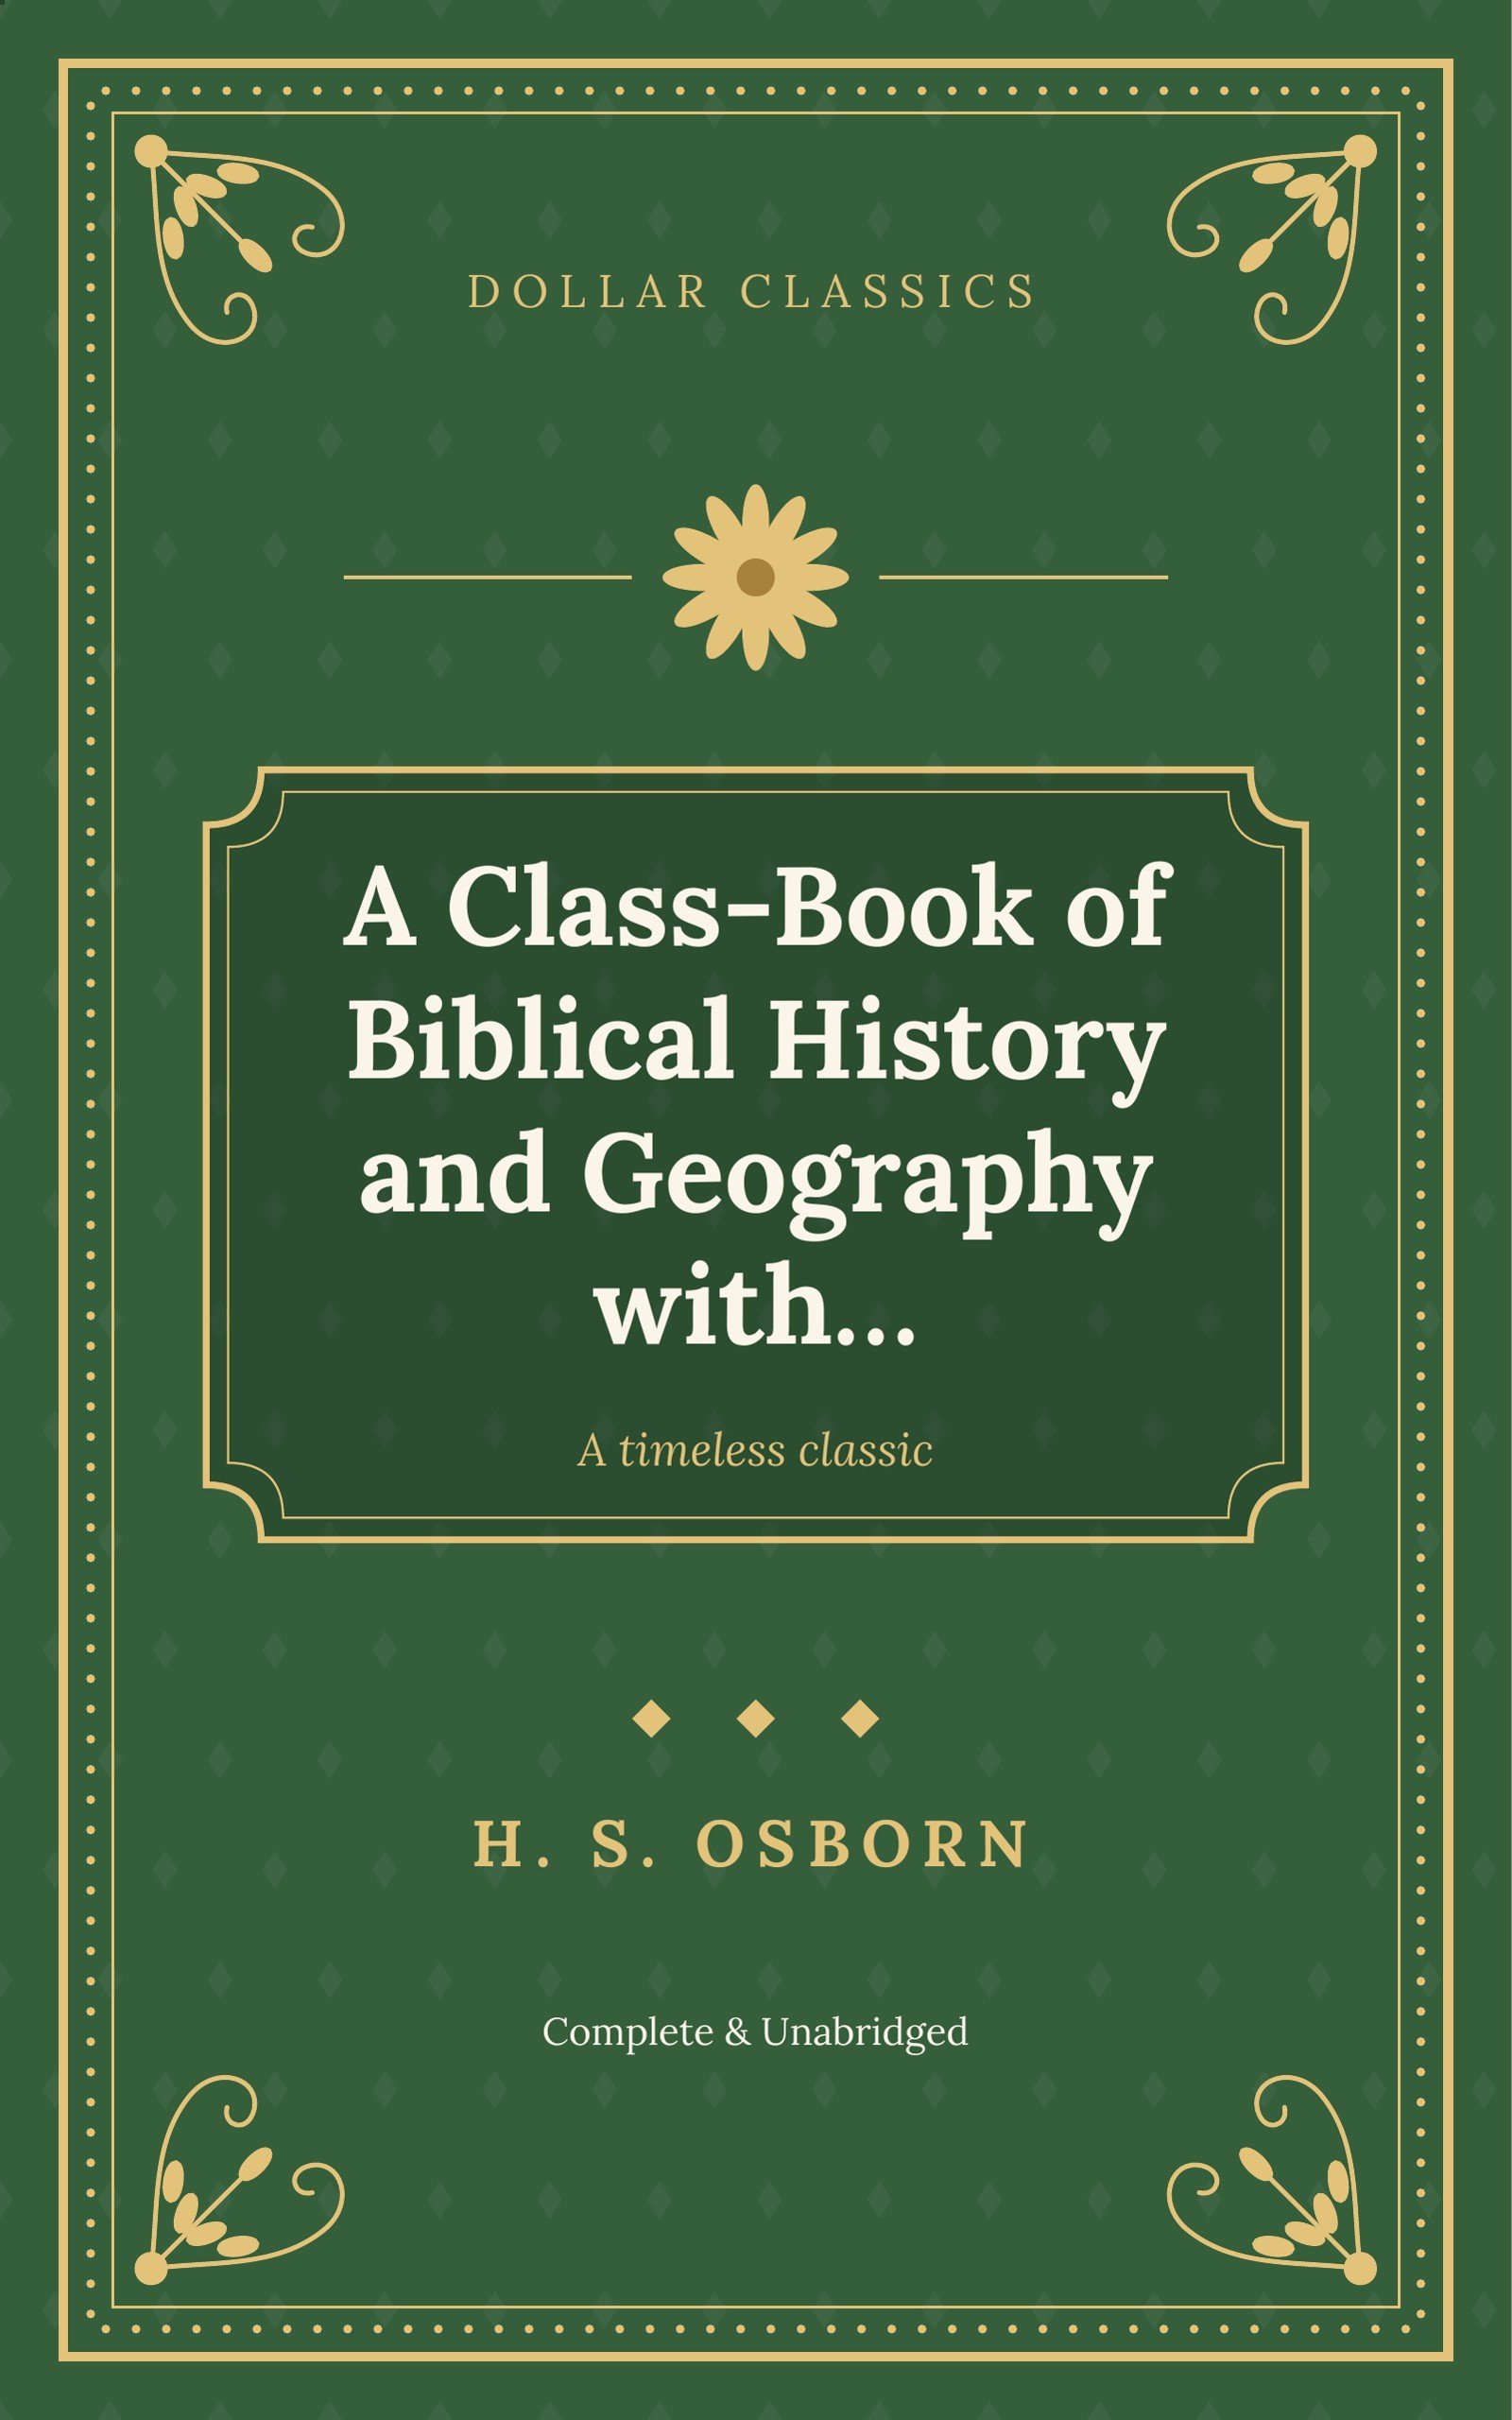 DOLLAR CLASSICS
A Class-Book of
Biblical History
and Geography
with...
A timeless classic
H. S. OSBORN
Complete & Unabridged